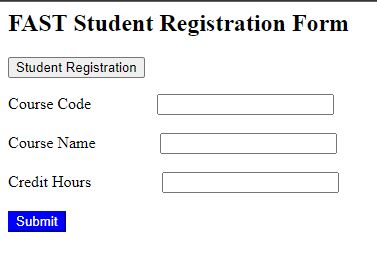 FAST Student Registration Form
Student Registration
Course Code
Course Name
Credit Hours
Submit